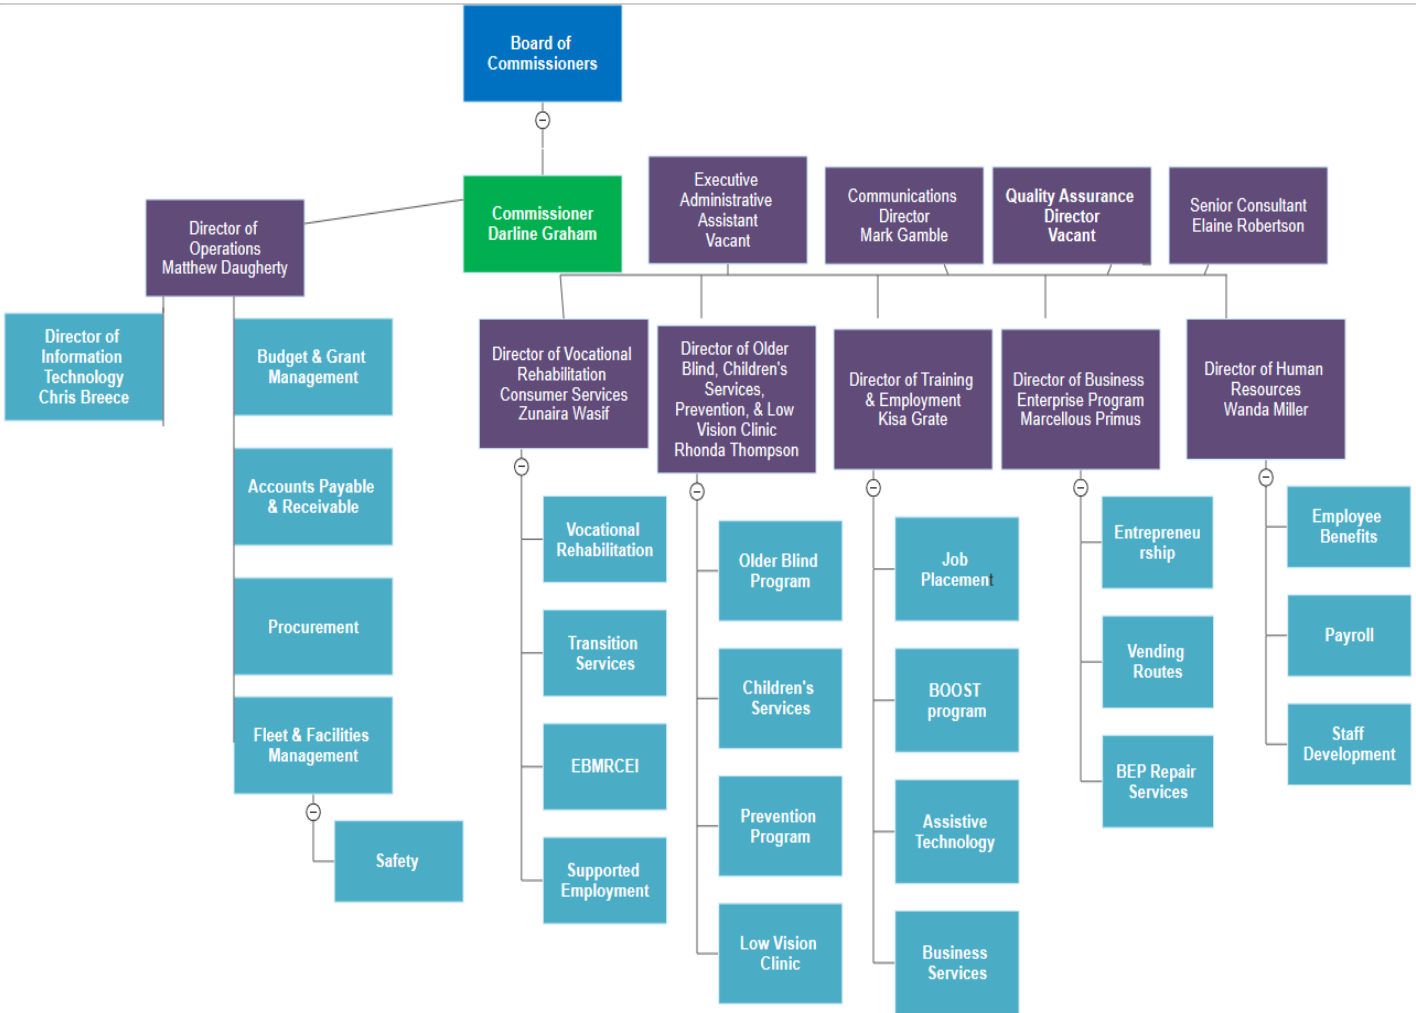 Board of
Commissioners
Commissioner
Darline Graham
Executive
Administrative
Assistant
Vacant
Communications
Director
Mark Gamble
Quality Assurance
Director
Vacant
Senior Consultant
Elaine Robertson
Director of
Operations
Matthew Daugherty
Director of
Information
Technology
Chris Breece
Budget & Grant
Management
Accounts Payable
& Receivable
Procurement
Fleet & Facilities
Management
Safety
Director of Vocational
Rehabilitation
Consumer Services
Zunaira Wasif
Vocational
Rehabilitation
Transition
Services
EBMRCEI
Supported
Employment
Director of Older
Blind, Children's
Services,
Prevention, & Low
Vision Clinic
Rhonda Thompson
Older Blind
Program
Children's
Services
Prevention
Program
Low Vision
Clinic
Director of Training
& Employment
Kisa Grate
Job
Placement
BOOST
program
Assistive
Technology
Business
Services
Director of Business
Enterprise Program
Marcellous Primus
Entrepreneu
rship
Vending
Routes
BEP Repair
Services
Director of Human
Resources
Wanda Miller
Employee
Benefits
Payroll
Staff
Development